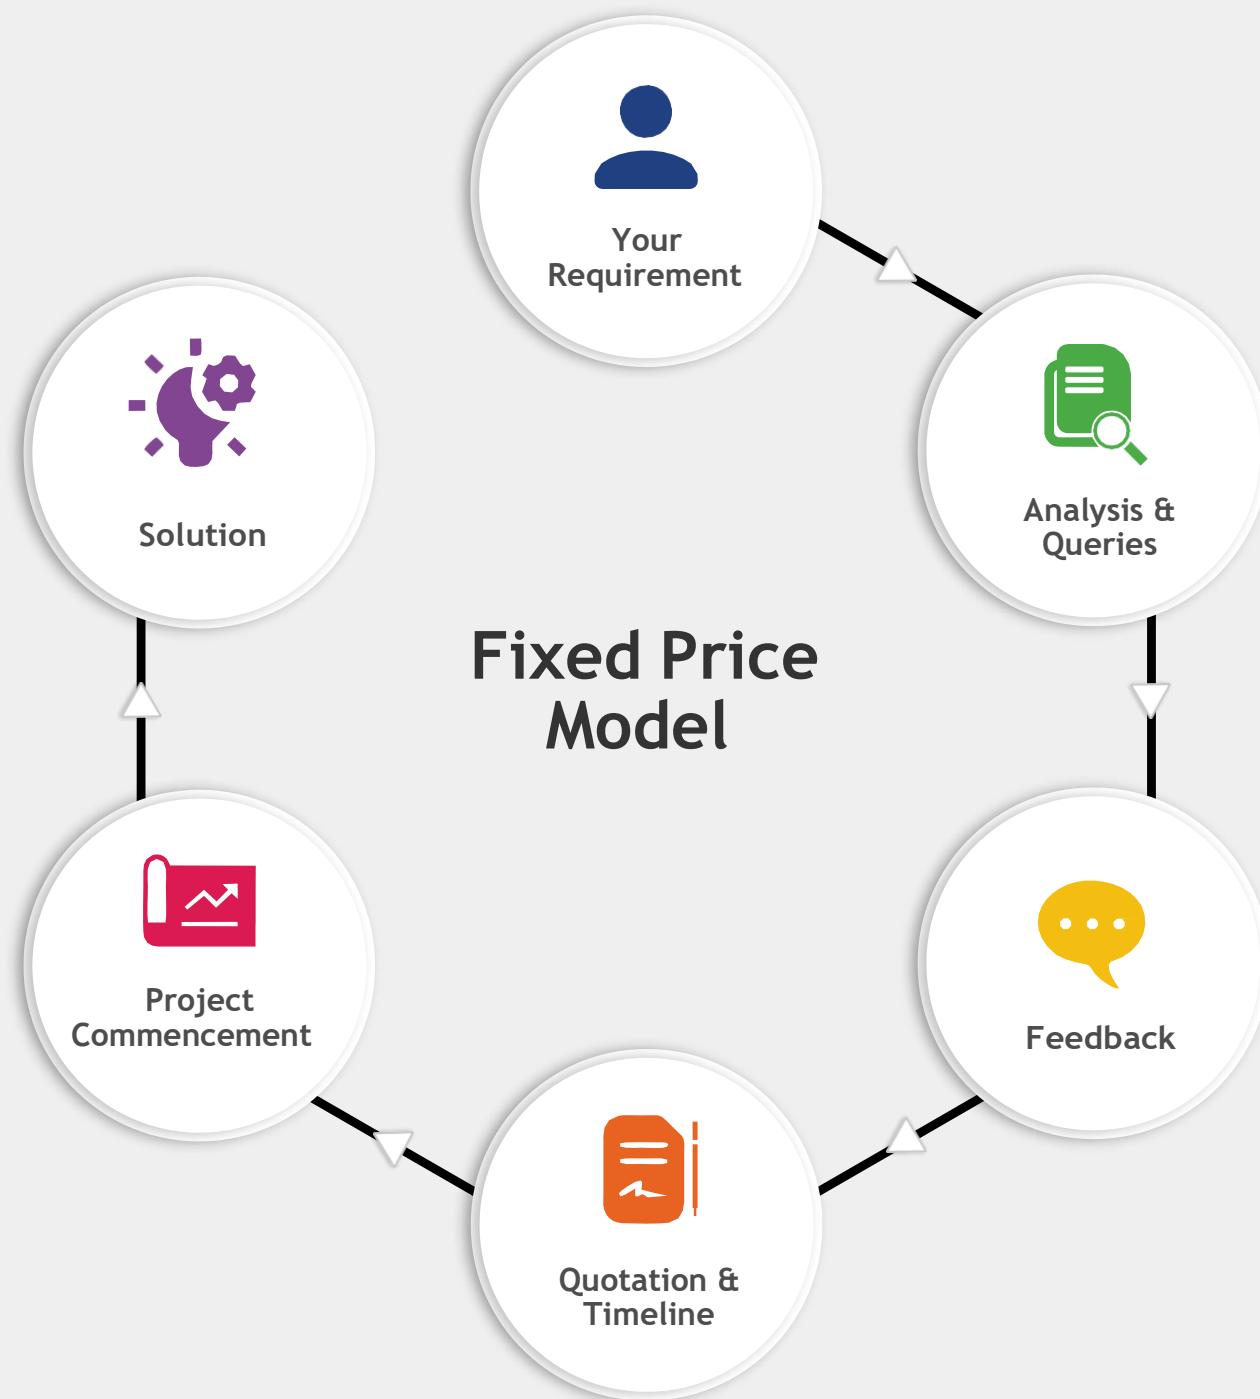 Your
Requirement
Analysis &
Queries
Feedback
Quotation &
Timeline
Project
Commencement
Solution
Fixed Price
Model